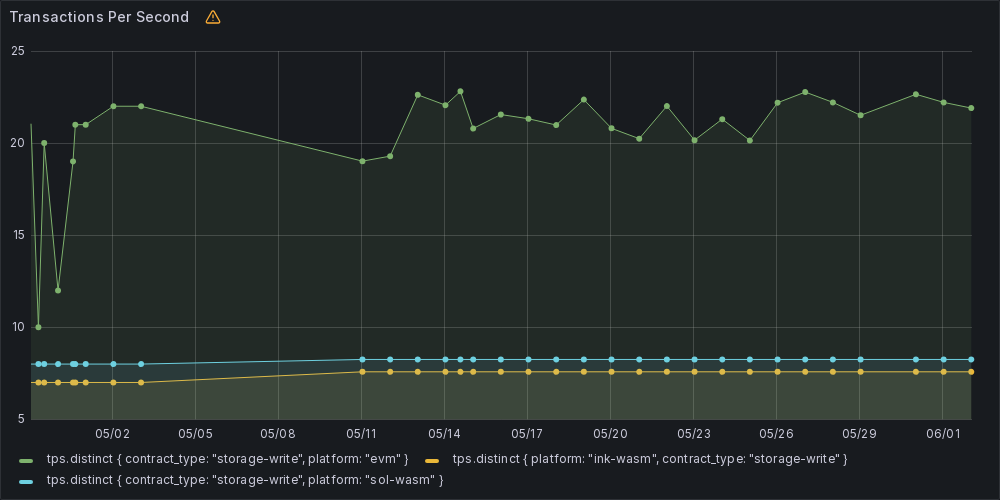 Transactions Per Second
25
20
15
10
5
05/02 05/05 05/08 05/11 05/14 05/17 05/20 05/23 05/26 05/29 06/01
tps.distinct { contract_type: "storage-write", platform: "evm" } tps.distinct { platform: "ink-wasm", contract_type: "storage-write" }
tps.distinct { contract_type: "storage-write", platform: "sol-wasm" }